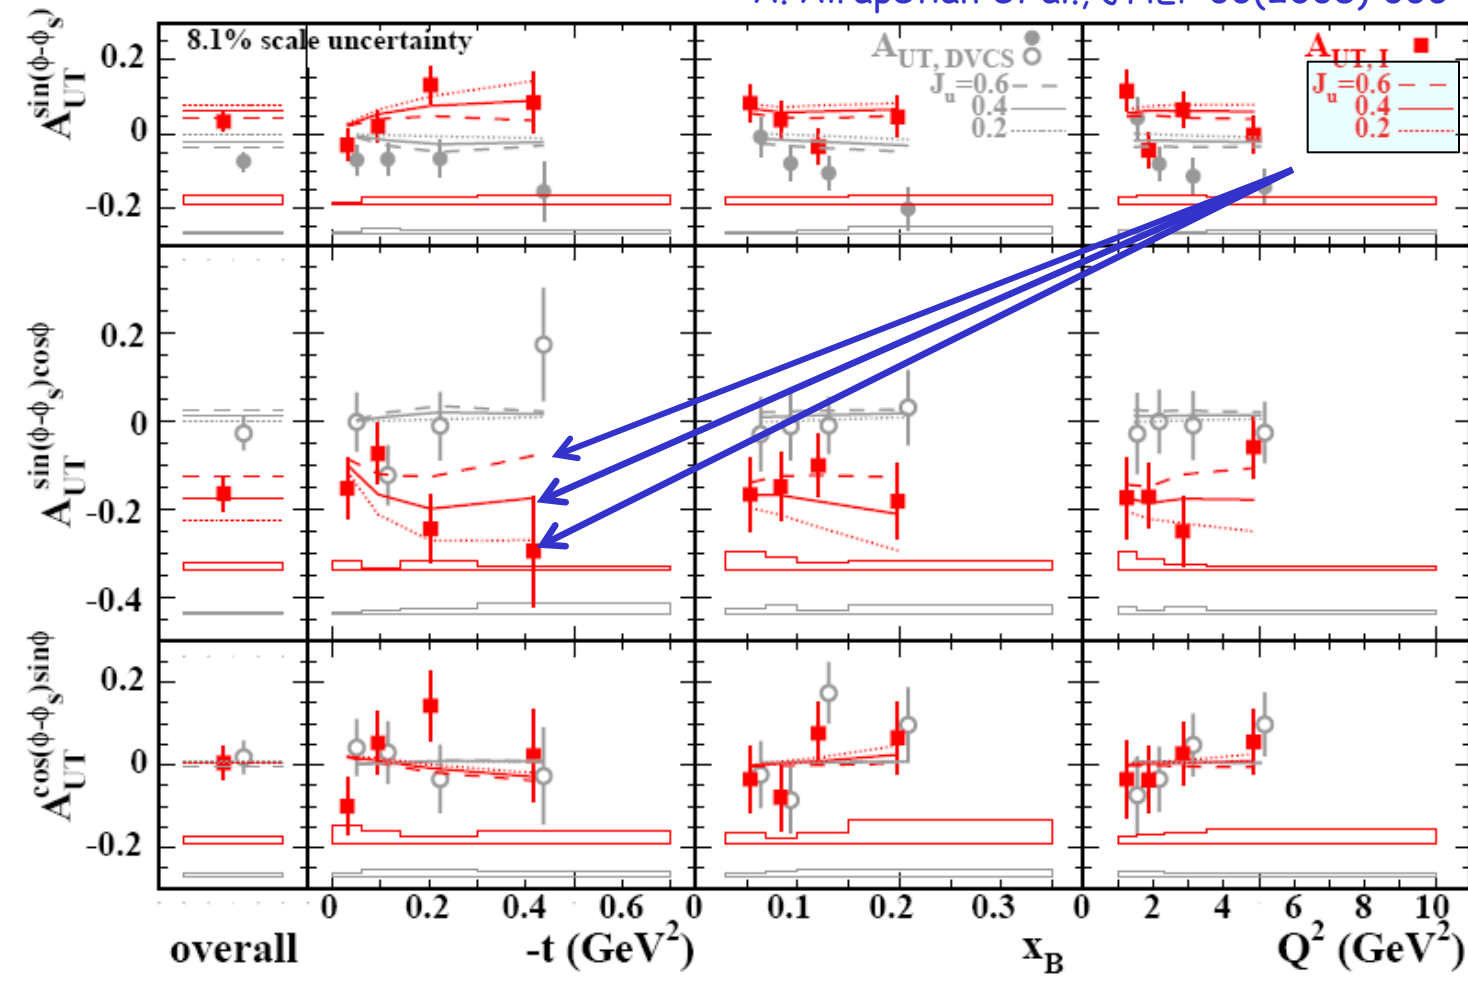 8.1% scale uncertainty
A_UT, DVCS
J_u=0.6
0.4
0.2
A_UT, I
J_u=0.6
0.4
0.2
A_UT^sin(ϕ-ϕ_s)
0.2
0
-0.2
A_UT^sin(ϕ-ϕ_s)cosϕ
0.2
0
-0.2
-0.4
A_UT^cos(ϕ-ϕ_s)sinϕ
0.2
0
-0.2
0 0.2 0.4 0.6 0 0.1 0.2 0.3 0 2 4 6 8 10
overall -t (GeV²) x_B Q² (GeV²)